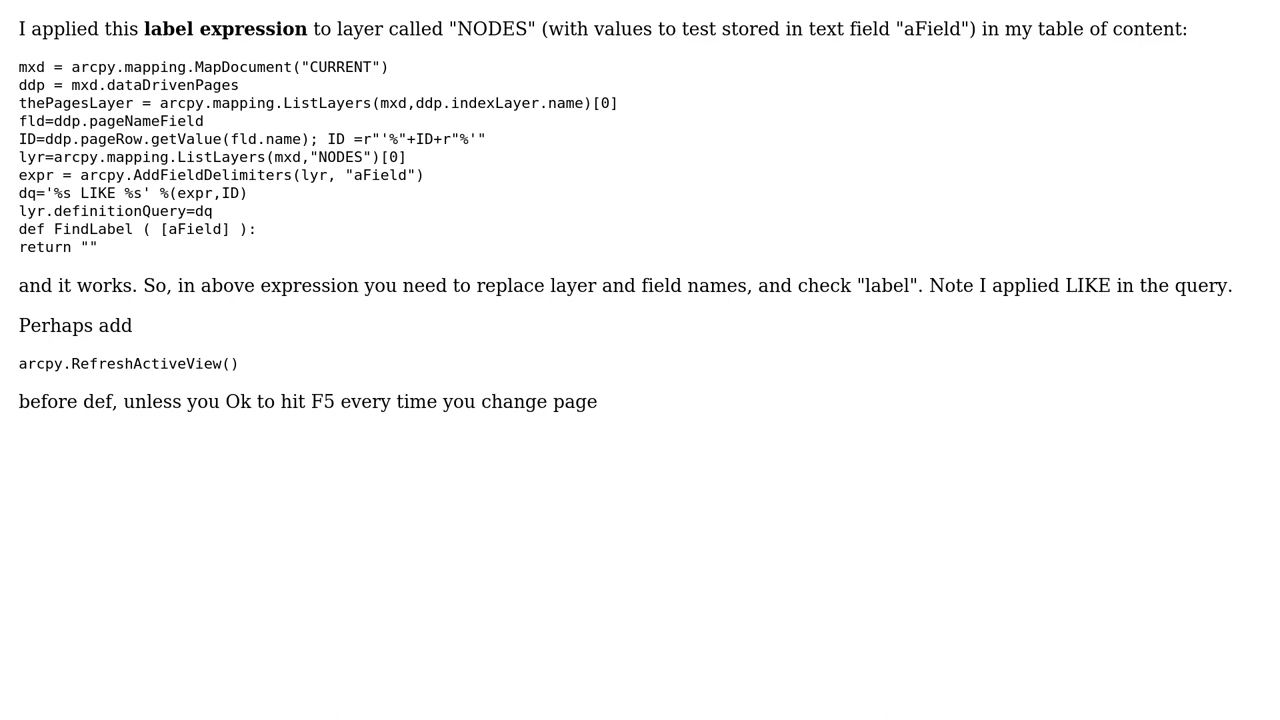 I applied this label expression to layer called "NODES" (with values to test stored in text field "aField") in my table of content:
mxd = arcpy.mapping.MapDocument("CURRENT")
ddp = mxd.dataDrivenPages
thePagesLayer = arcpy.mapping.ListLayers(mxd,ddp.indexLayer.name)[0]
fld=ddp.pageNameField
ID=ddp.pageRow.getValue(fld.name); ID =r"'%"+ID+r"%'"
lyr=arcpy.mapping.ListLayers(mxd,"NODES")[0]
expr = arcpy.AddFieldDelimiters(lyr, "aField")
dq='%s LIKE %s' %(expr,ID)
lyr.definitionQuery=dq
def FindLabel ( [aField] ):
return ""
and it works. So, in above expression you need to replace layer and field names, and check "label". Note I applied LIKE in the query.
Perhaps add
arcpy.RefreshActiveView()
before def, unless you Ok to hit F5 every time you change page